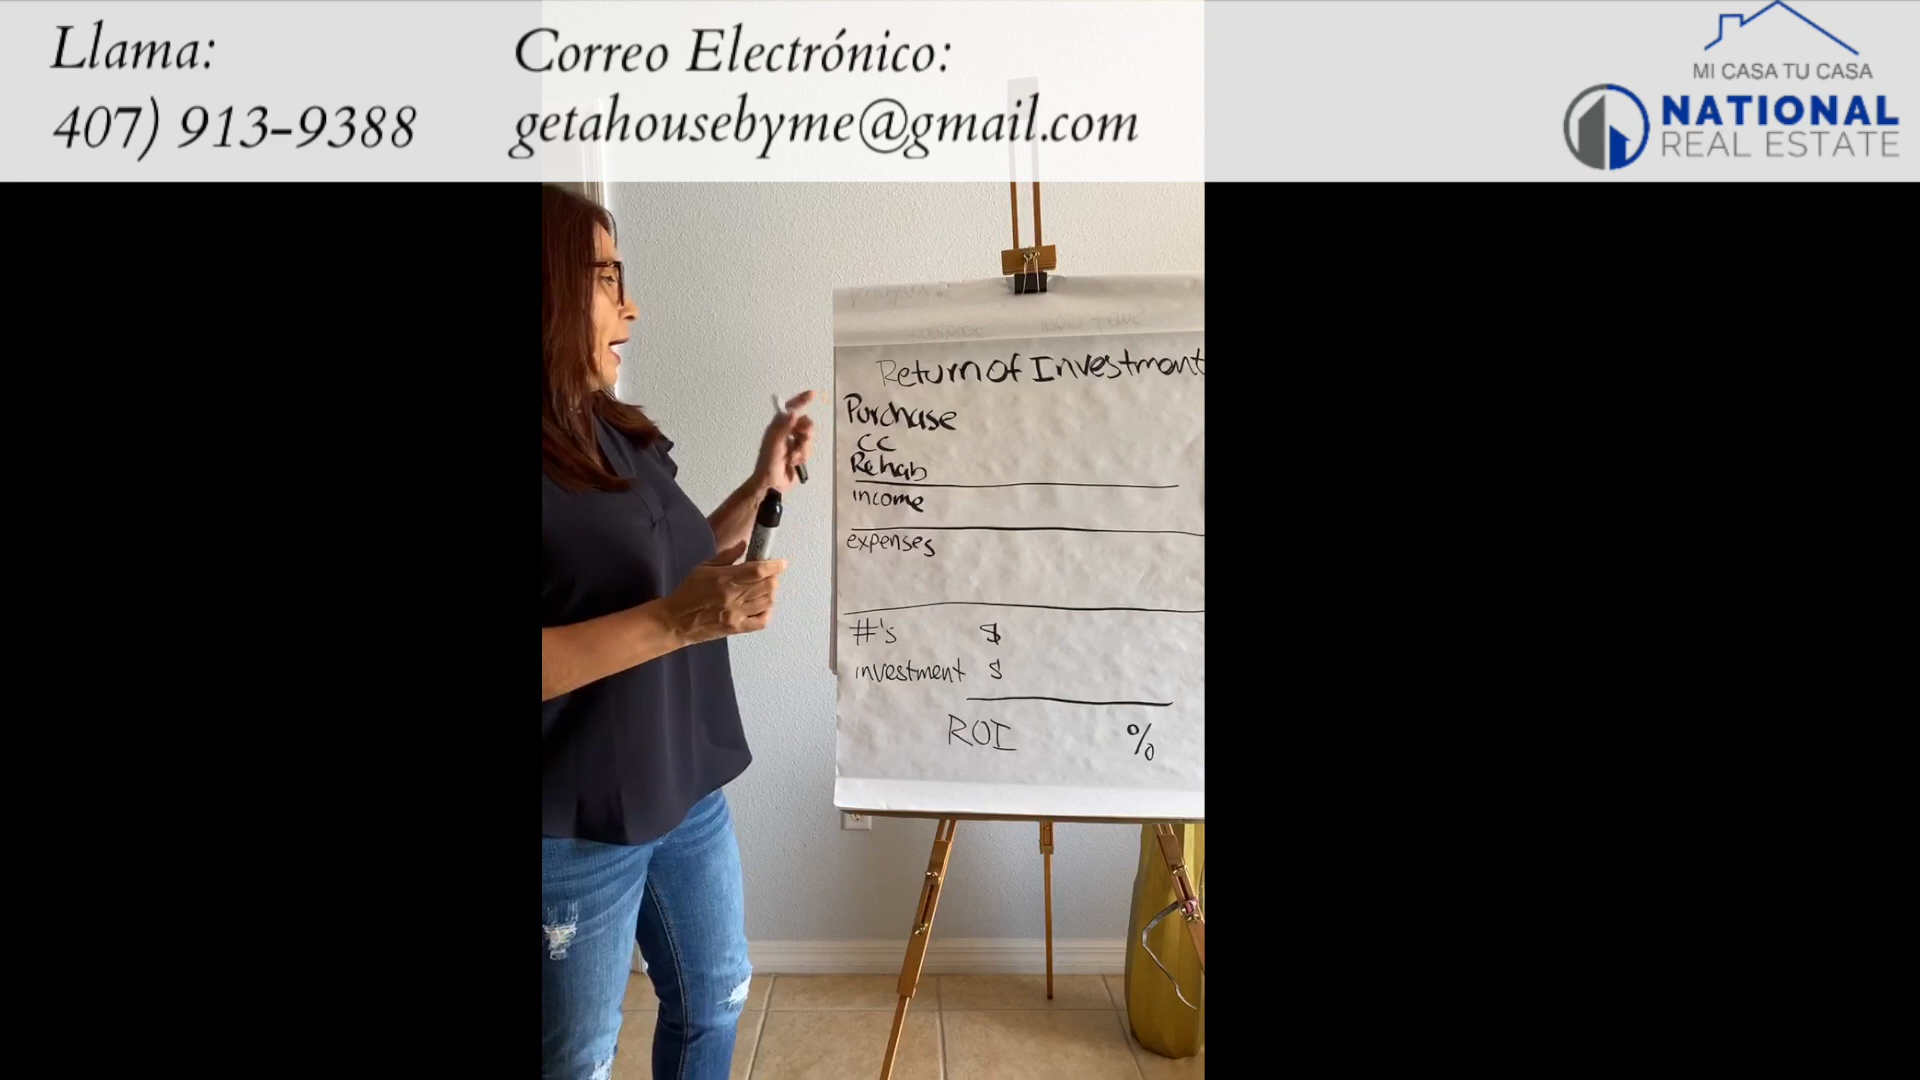 Llama:
407) 913-9388
Correo Electrónico:
getahousebyme@gmail.com
MI CASA TU CASA
NATIONAL
REAL ESTATE
Return of Investment
Purchase
CC
Rehab
income
expenses
#'s $
investment $
ROI %